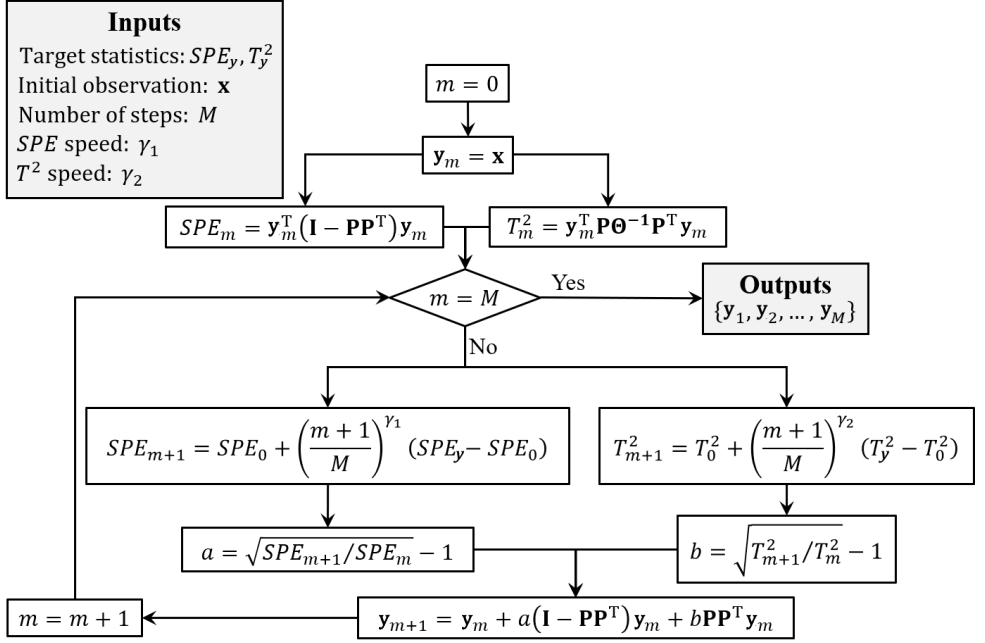 Inputs
Target statistics: SPE_y, T_y^2
Initial observation: x
Number of steps: M
SPE speed: γ_1
T^2 speed: γ_2
m = 0
y_m = x
SPE_m = y_m^T(I − PP^T)y_m
T_m^2 = y_m^T PΘ^−1 P^T y_m
m = M
Yes
Outputs
{y_1, y_2, …, y_M}
No
SPE_{m+1} = SPE_0 + ((m + 1)/M)^{γ_1} (SPE_y − SPE_0)
T_{m+1}^2 = T_0^2 + ((m + 1)/M)^{γ_2} (T_y^2 − T_0^2)
a = √(SPE_{m+1}/SPE_m) − 1
b = √(T_{m+1}^2/T_m^2) − 1
m = m + 1
y_{m+1} = y_m + a(I − PP^T)y_m + bPP^T y_m